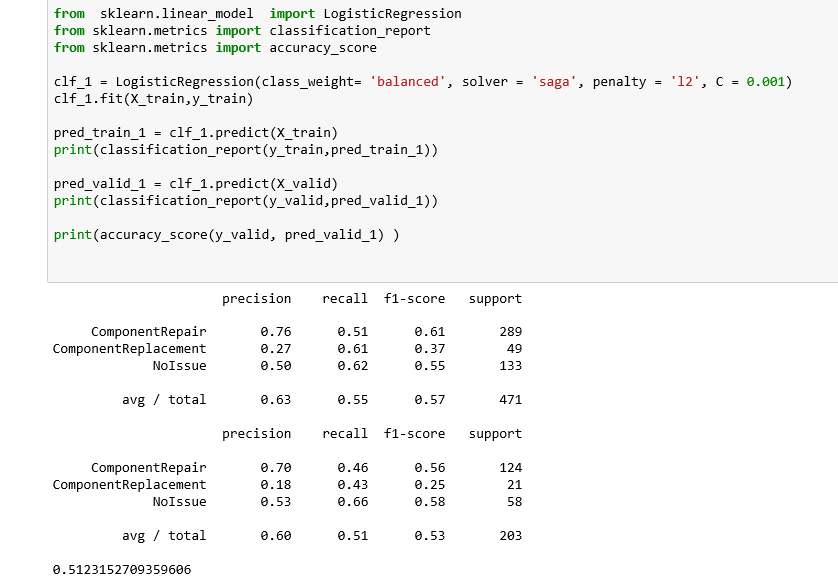 from  sklearn.linear_model  import LogisticRegression
from sklearn.metrics import classification_report
from sklearn.metrics import accuracy_score
clf_1 = LogisticRegression(class_weight= 'balanced', solver = 'saga', penalty = 'l2', C = 0.001)
clf_1.fit(X_train,y_train)
pred_train_1 = clf_1.predict(X_train)
print(classification_report(y_train,pred_train_1))
pred_valid_1 = clf_1.predict(X_valid)
print(classification_report(y_valid,pred_valid_1))
print(accuracy_score(y_valid, pred_valid_1) )
precision recall f1-score support
ComponentRepair 0.76 0.51 0.61 289
ComponentReplacement 0.27 0.61 0.37 49
NoIssue 0.50 0.62 0.55 133
avg / total 0.63 0.55 0.57 471
precision recall f1-score support
ComponentRepair 0.70 0.46 0.56 124
ComponentReplacement 0.18 0.43 0.25 21
NoIssue 0.53 0.66 0.58 58
avg / total 0.60 0.51 0.53 203
0.5123152709359606